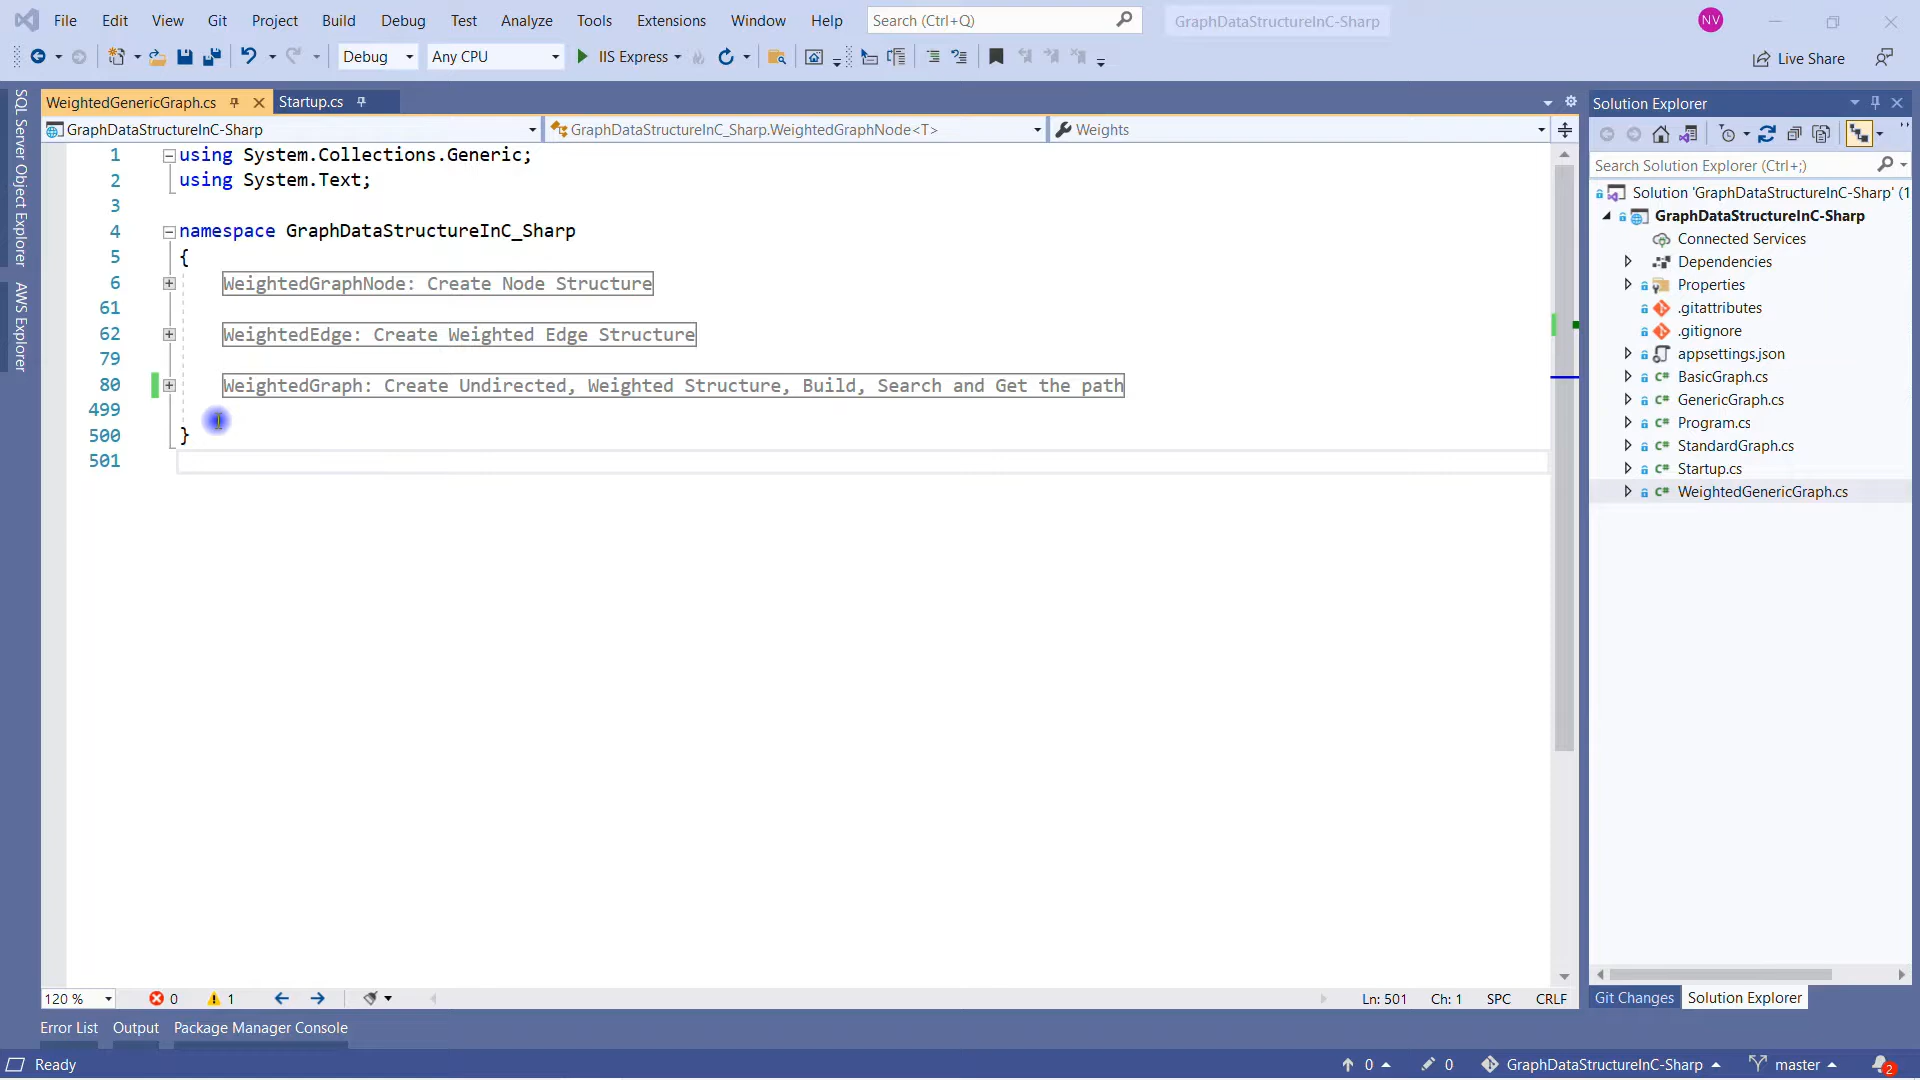 File Edit View Git Project Build Debug Test Analyze Tools Extensions Window Help Search (Ctrl+Q) GraphDataStructureInC-Sharp NV
Debug Any CPU IIS Express Live Share
SQL Server Object Explorer
AWS Explorer
WeightedGenericGraph.cs Startup.cs
GraphDataStructureInC-Sharp GraphDataStructureInC_Sharp.WeightedGraphNode<T> Weights
1 using System.Collections.Generic;
2 using System.Text;
3
4 namespace GraphDataStructureInC_Sharp
5 {
6 WeightedGraphNode: Create Node Structure
61
62 WeightedEdge: Create Weighted Edge Structure
79
80 WeightedGraph: Create Undirected, Weighted Structure, Build, Search and Get the path
499
500 }
501
120 % 0 1 Ln: 501 Ch: 1 SPC CRLF
Solution Explorer
Search Solution Explorer (Ctrl+;)
Solution 'GraphDataStructureInC-Sharp' (1
GraphDataStructureInC-Sharp
Connected Services
Dependencies
Properties
.gitattributes
.gitignore
appsettings.json
C# BasicGraph.cs
C# GenericGraph.cs
C# Program.cs
C# StandardGraph.cs
C# Startup.cs
C# WeightedGenericGraph.cs
Git Changes Solution Explorer
Error List Output Package Manager Console
Ready 0 0 GraphDataStructureInC-Sharp master 2